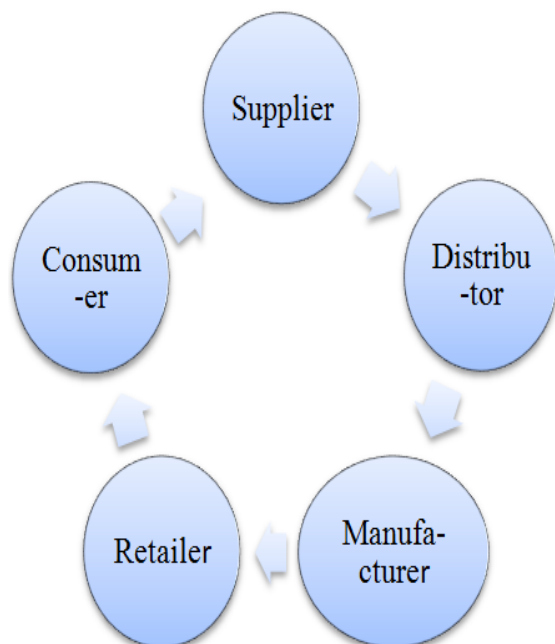 Supplier
Distribu
-tor
Manufa-
cturer
Retailer
Consum
-er